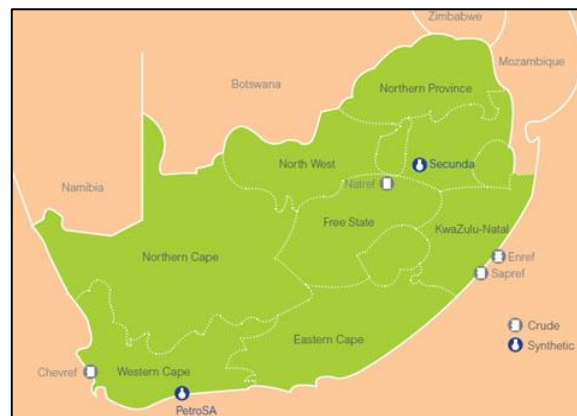 Zimbabwe
Mozambique
Botswana
Northern Province
North West
Secunda
Namibia
Natref
Free State
KwaZulu-Natal
Northern Cape
Enref
Sapref
Crude
Eastern Cape
Synthetic
Chevref
Western Cape
PetroSA